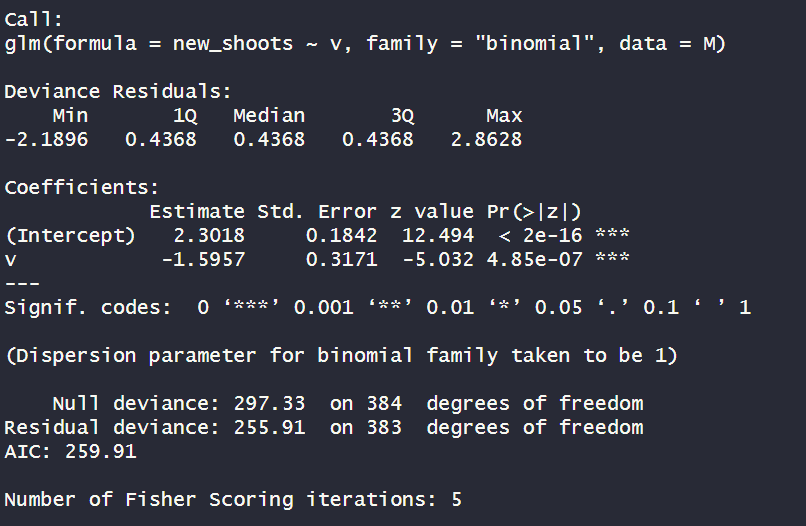 Call:
glm(formula = new_shoots ~ v, family = "binomial", data = M)
Deviance Residuals:
    Min       1Q   Median       3Q      Max
-2.1896   0.4368   0.4368   0.4368   2.8628
Coefficients:
            Estimate Std. Error z value Pr(>|z|)
(Intercept)   2.3018     0.1842  12.494  < 2e-16 ***
v            -1.5957     0.3171  -5.032 4.85e-07 ***
---
Signif. codes:  0 ‘***’ 0.001 ‘**’ 0.01 ‘*’ 0.05 ‘.’ 0.1 ‘ ’ 1
(Dispersion parameter for binomial family taken to be 1)
    Null deviance: 297.33  on 384  degrees of freedom
Residual deviance: 255.91  on 383  degrees of freedom
AIC: 259.91
Number of Fisher Scoring iterations: 5